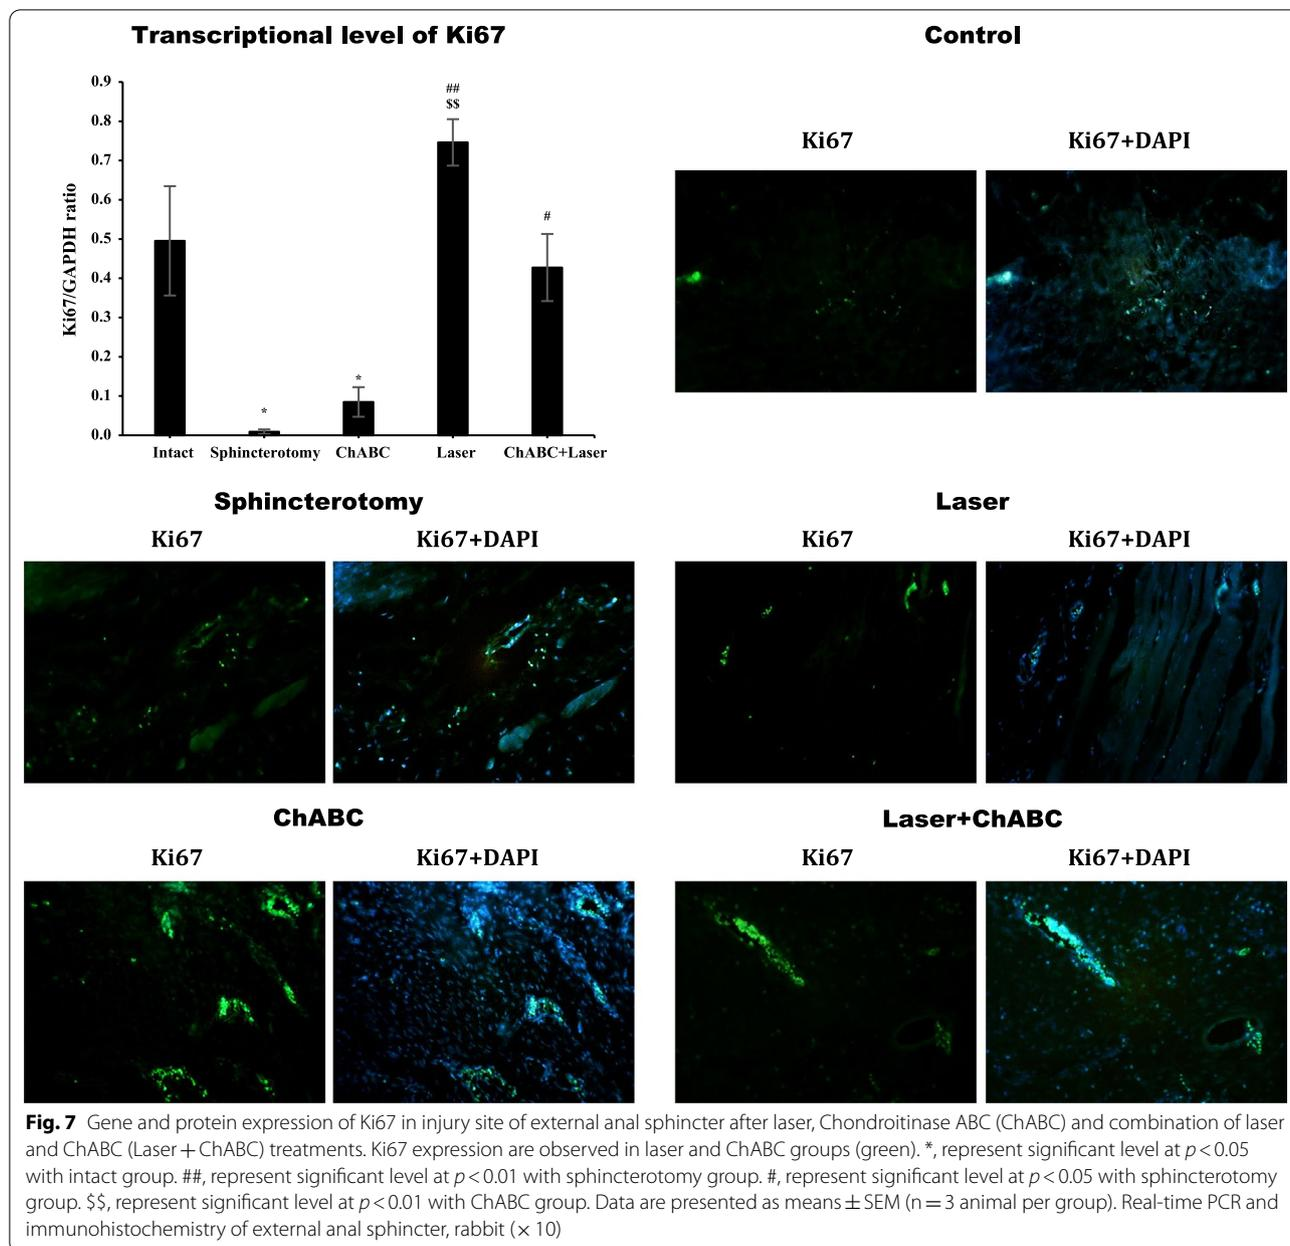 Transcriptional level of Ki67
0.9
0.8
0.7
0.6
0.5
0.4
0.3
0.2
0.1
0.0
Ki67/GAPDH ratio
*
*
##
$$
#
Intact
Sphincterotomy
ChABC
Laser
ChABC+Laser
Control
Ki67
Ki67+DAPI
Sphincterotomy
Ki67
Ki67+DAPI
Laser
Ki67
Ki67+DAPI
ChABC
Ki67
Ki67+DAPI
Laser+ChABC
Ki67
Ki67+DAPI
Fig. 7 Gene and protein expression of Ki67 in injury site of external anal sphincter after laser, Chondroitinase ABC (ChABC) and combination of laser
and ChABC (Laser + ChABC) treatments. Ki67 expression are observed in laser and ChABC groups (green). *, represent significant level at p < 0.05
with intact group. ##, represent significant level at p < 0.01 with sphincterotomy group. #, represent significant level at p < 0.05 with sphincterotomy
group. $$, represent significant level at p < 0.01 with ChABC group. Data are presented as means ± SEM (n = 3 animal per group). Real-time PCR and
immunohistochemistry of external anal sphincter, rabbit (× 10)